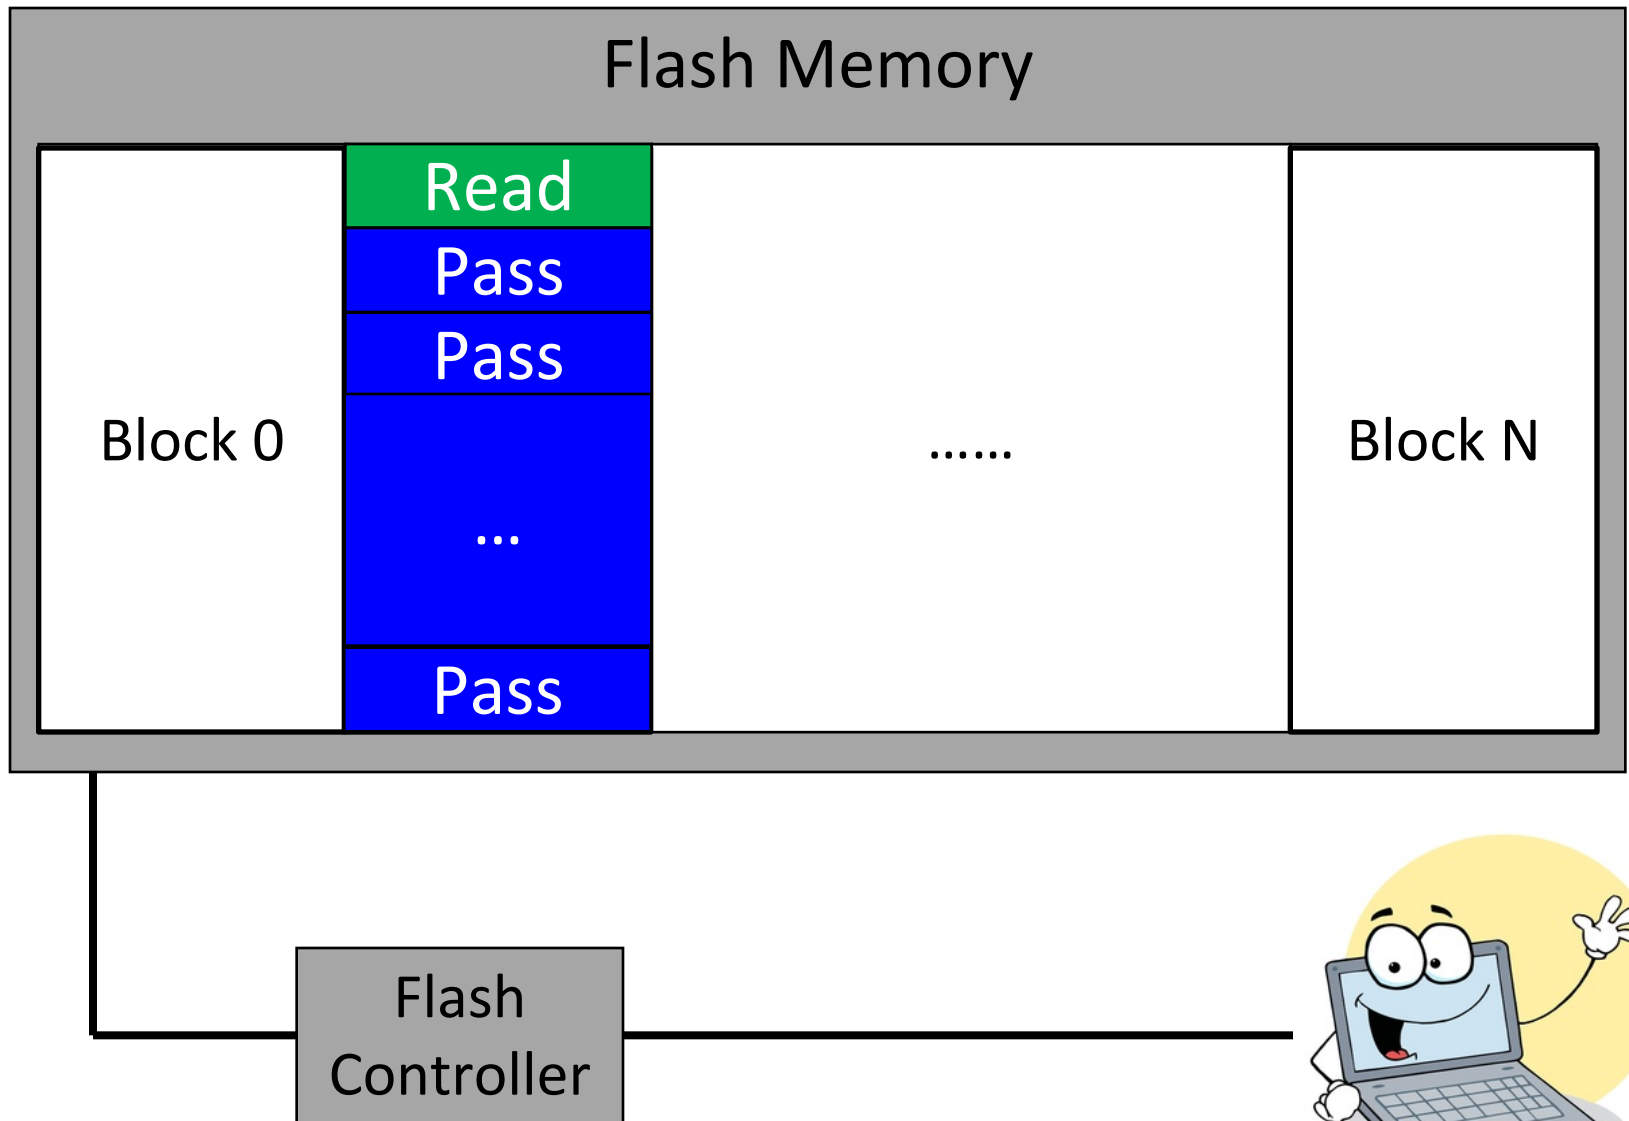 Flash Memory
Block 0
Read
Pass
Pass
...
Pass
......
Block N
Flash
Controller